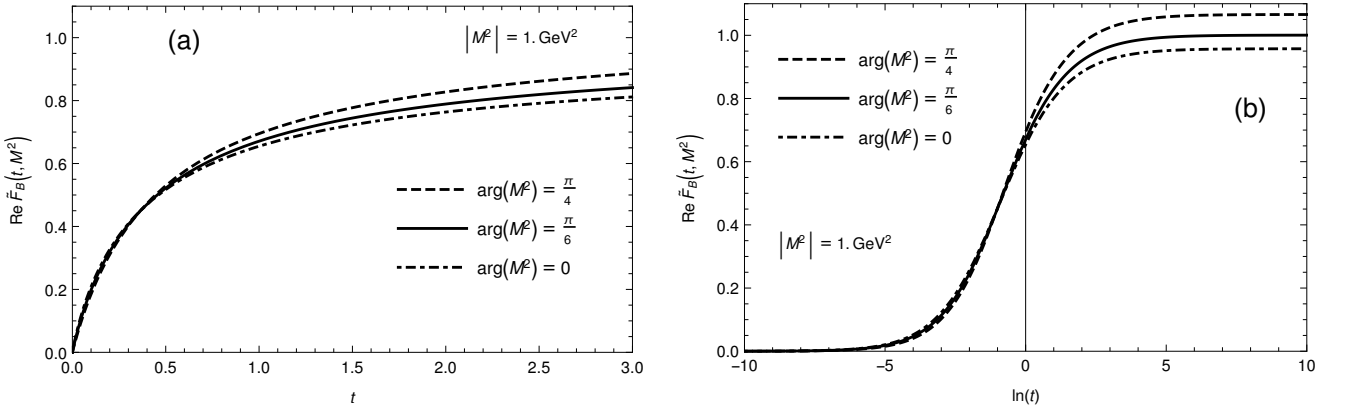 (a)
|M²| = 1. GeV²
1.0
0.8
0.6
0.4
0.2
0.0
Re F̃_B(t, M²)
arg(M²) = π/4
arg(M²) = π/6
arg(M²) = 0
0.0 0.5 1.0 1.5 2.0 2.5 3.0
t
(b)
arg(M²) = π/4
arg(M²) = π/6
arg(M²) = 0
|M²| = 1. GeV²
1.0
0.8
0.6
0.4
0.2
0.0
Re F̃_B(t, M²)
−10 −5 0 5 10
ln(t)